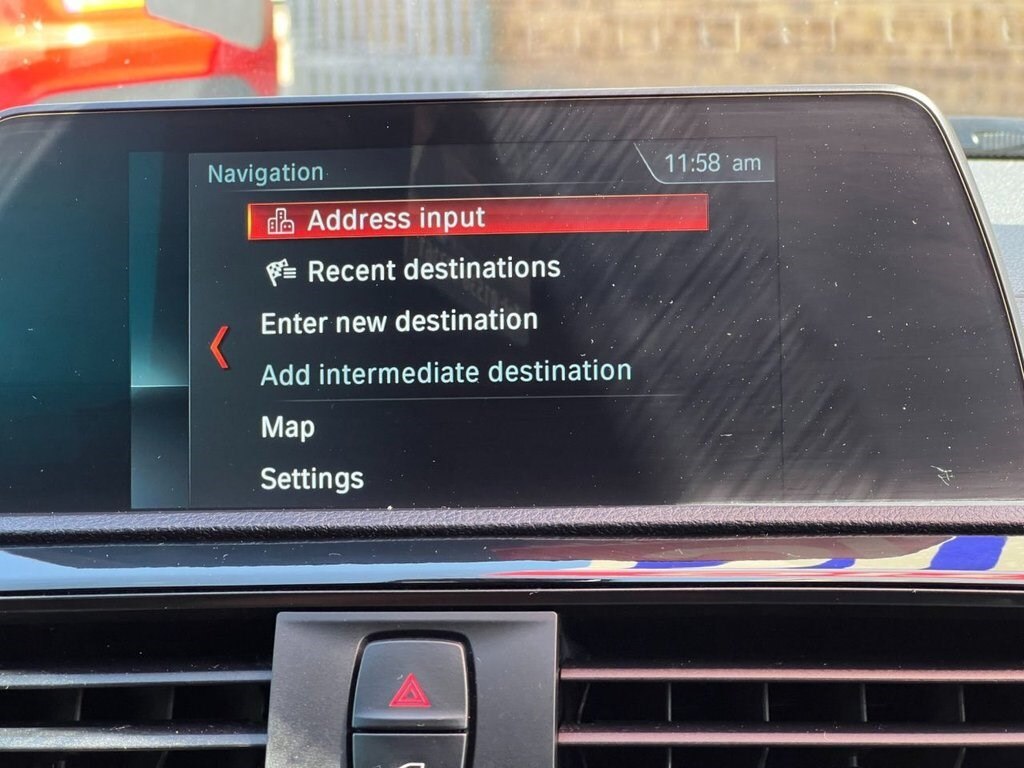 Navigation
11:58 am
Address input
Recent destinations
Enter new destination
Add intermediate destination
Map
Settings